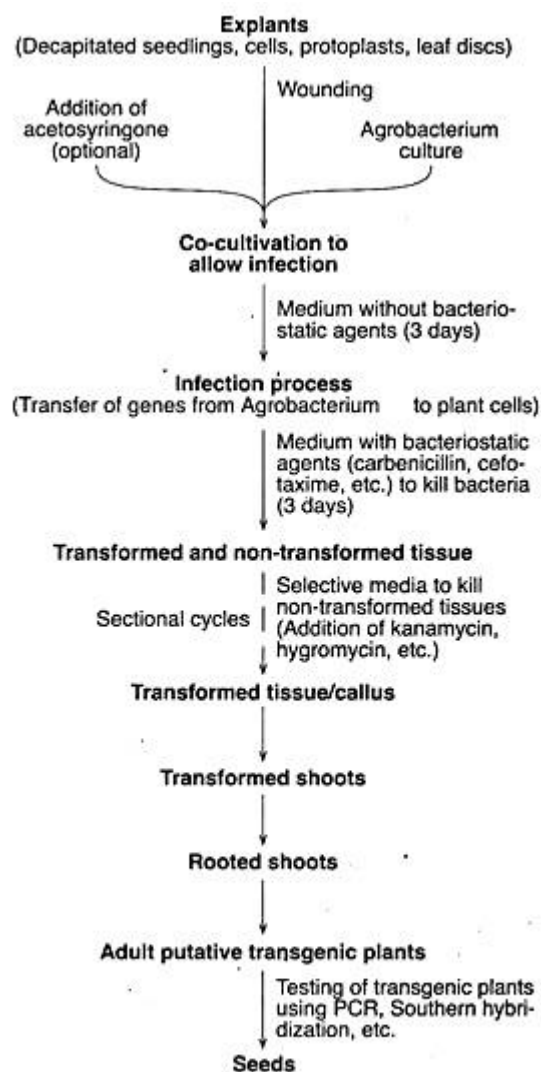 Explants
(Decapitated seedlings, cells, protoplasts, leaf discs)
Wounding
Addition of
acetosyringone
(optional)
Agrobacterium
culture
Co-cultivation to
allow infection
Medium without bacterio-
static agents (3 days)
Infection process
(Transfer of genes from Agrobacterium to plant cells)
Medium with bacteriostatic
agents (carbenicillin, cefo-
taxime, etc.) to kill bacteria
(3 days)
Transformed and non-transformed tissue
Sectional cycles
Selective media to kill
non-transformed tissues
(Addition of kanamycin,
hygromycin, etc.)
Transformed tissue/callus
Transformed shoots
Rooted shoots
Adult putative transgenic plants
Testing of transgenic plants
using PCR, Southern hybri-
dization, etc.
Seeds